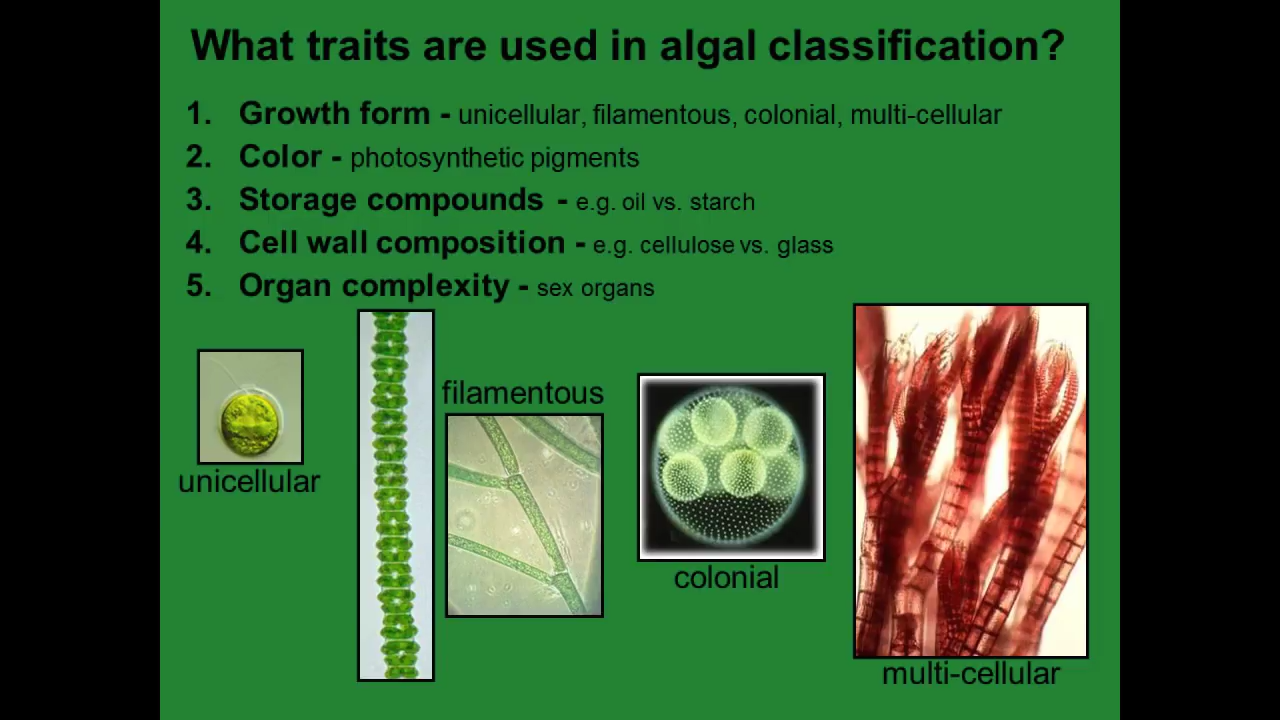 What traits are used in algal classification?
1. Growth form - unicellular, filamentous, colonial, multi-cellular
2. Color - photosynthetic pigments
3. Storage compounds - e.g. oil vs. starch
4. Cell wall composition - e.g. cellulose vs. glass
5. Organ complexity - sex organs
filamentous
unicellular
colonial
multi-cellular